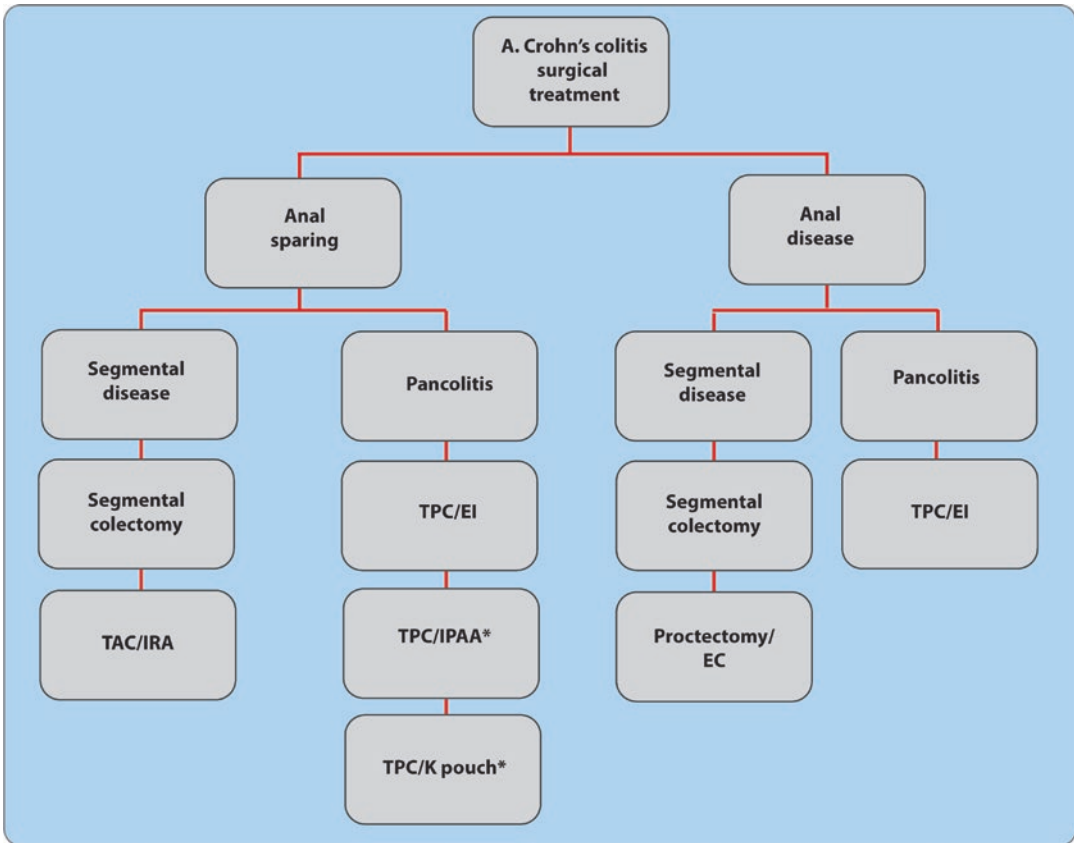 A. Crohn's colitis
surgical
treatment
Anal
sparing
Anal
disease
Segmental
disease
Pancolitis
Segmental
disease
Pancolitis
Segmental
colectomy
TPC/EI
Segmental
colectomy
TPC/EI
TAC/IRA
TPC/IPAA*
Proctectomy/
EC
TPC/K pouch*